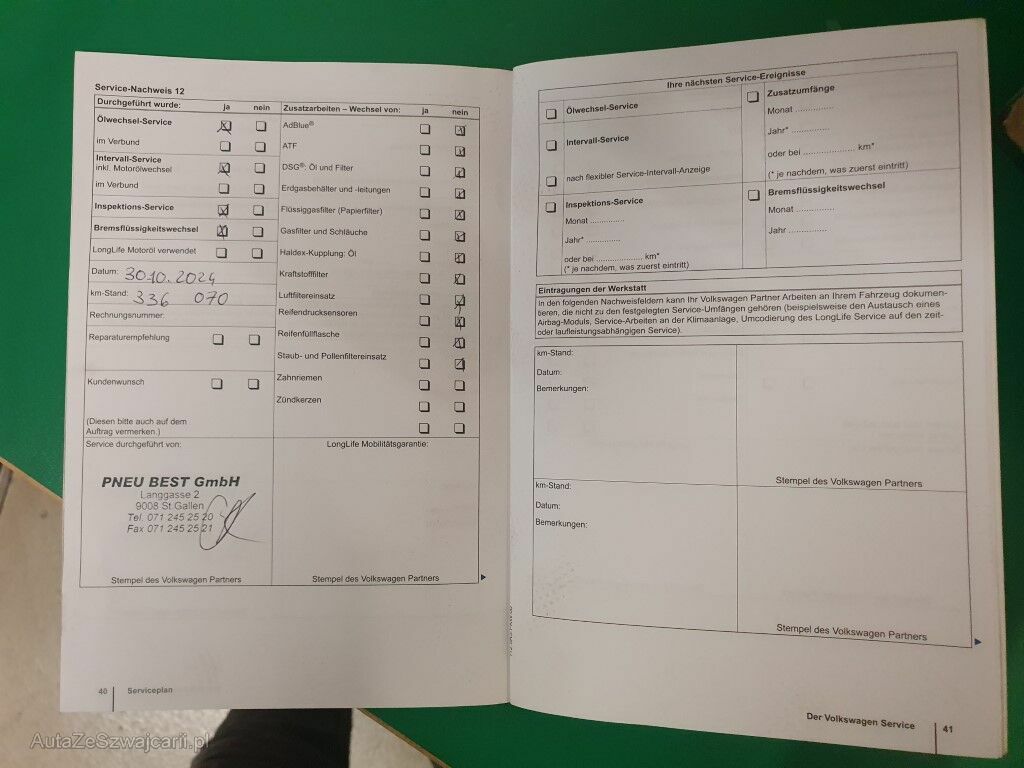 Service-Nachweis 12
Durchgeführt wurde: ja nein
Ölwechsel-Service
im Verbund
Intervall-Service
inkl. Motorölwechsel
im Verbund
Inspektions-Service
Bremsflüssigkeitswechsel
LongLife Motoröl verwendet
Datum: 30.10.2024
km-Stand: 336 070
Rechnungsnummer:
Reparaturempfehlung
Kundenwunsch
(Diesen bitte auch auf dem
Auftrag vermerken.)
Zusatzarbeiten – Wechsel von: ja nein
AdBlue®
ATF
DSG®: Öl und Filter
Erdgasbehälter und -leitungen
Flüssiggasfilter (Papierfilter)
Gasfilter und Schläuche
Haldex-Kupplung: Öl
Kraftstofffilter
Luftfiltereinsatz
Reifendrucksensoren
Reifenfüllflasche
Staub- und Pollenfiltereinsatz
Zahnriemen
Zündkerzen
Service durchgeführt von:
PNEU BEST GmbH
Langgasse 2
9008 St.Gallen
Tel. 071 245 25 20
Fax 071 245 25 21
Stempel des Volkswagen Partners
LongLife Mobilitätsgarantie:
Stempel des Volkswagen Partners
40 Serviceplan
Ihre nächsten Service-Ereignisse
Ölwechsel-Service
Intervall-Service
nach flexibler Service-Intervall-Anzeige
Inspektions-Service
Monat ..............
Jahr* ..............
oder bei .................... km*
(* je nachdem, was zuerst eintritt)
Zusatzumfänge
Monat ...............
Jahr* ...............
oder bei .................... km*
(* je nachdem, was zuerst eintritt)
Bremsflüssigkeitswechsel
Monat ...............
Jahr ...............
Eintragungen der Werkstatt
In den folgenden Nachweisfeldern kann Ihr Volkswagen Partner Arbeiten an Ihrem Fahrzeug dokumen-
tieren, die nicht zu den festgelegten Service-Umfängen gehören (beispielsweise den Austausch eines
Airbag-Moduls, Service-Arbeiten an der Klimaanlage, Umcodierung des LongLife Service auf den zeit-
oder laufleistungsabhängigen Service).
km-Stand:
Datum:
Bemerkungen:
Stempel des Volkswagen Partners
km-Stand:
Datum:
Bemerkungen:
Stempel des Volkswagen Partners
Der Volkswagen Service 41
AutaZeSzwajcarii.pl